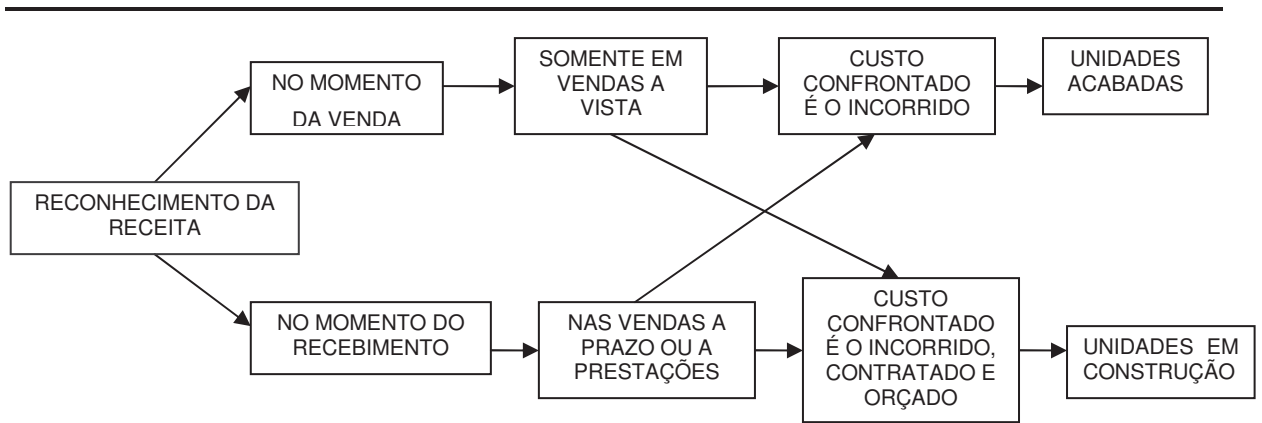 NO MOMENTO
DA VENDA
SOMENTE EM
VENDAS A
VISTA
CUSTO
CONFRONTADO
É O INCORRIDO
UNIDADES
ACABADAS
RECONHECIMENTO DA
RECEITA
NO MOMENTO DO
RECEBIMENTO
NAS VENDAS A
PRAZO OU A
PRESTAÇÕES
CUSTO
CONFRONTADO
É O INCORRIDO,
CONTRATADO E
ORÇADO
UNIDADES EM
CONSTRUÇÃO